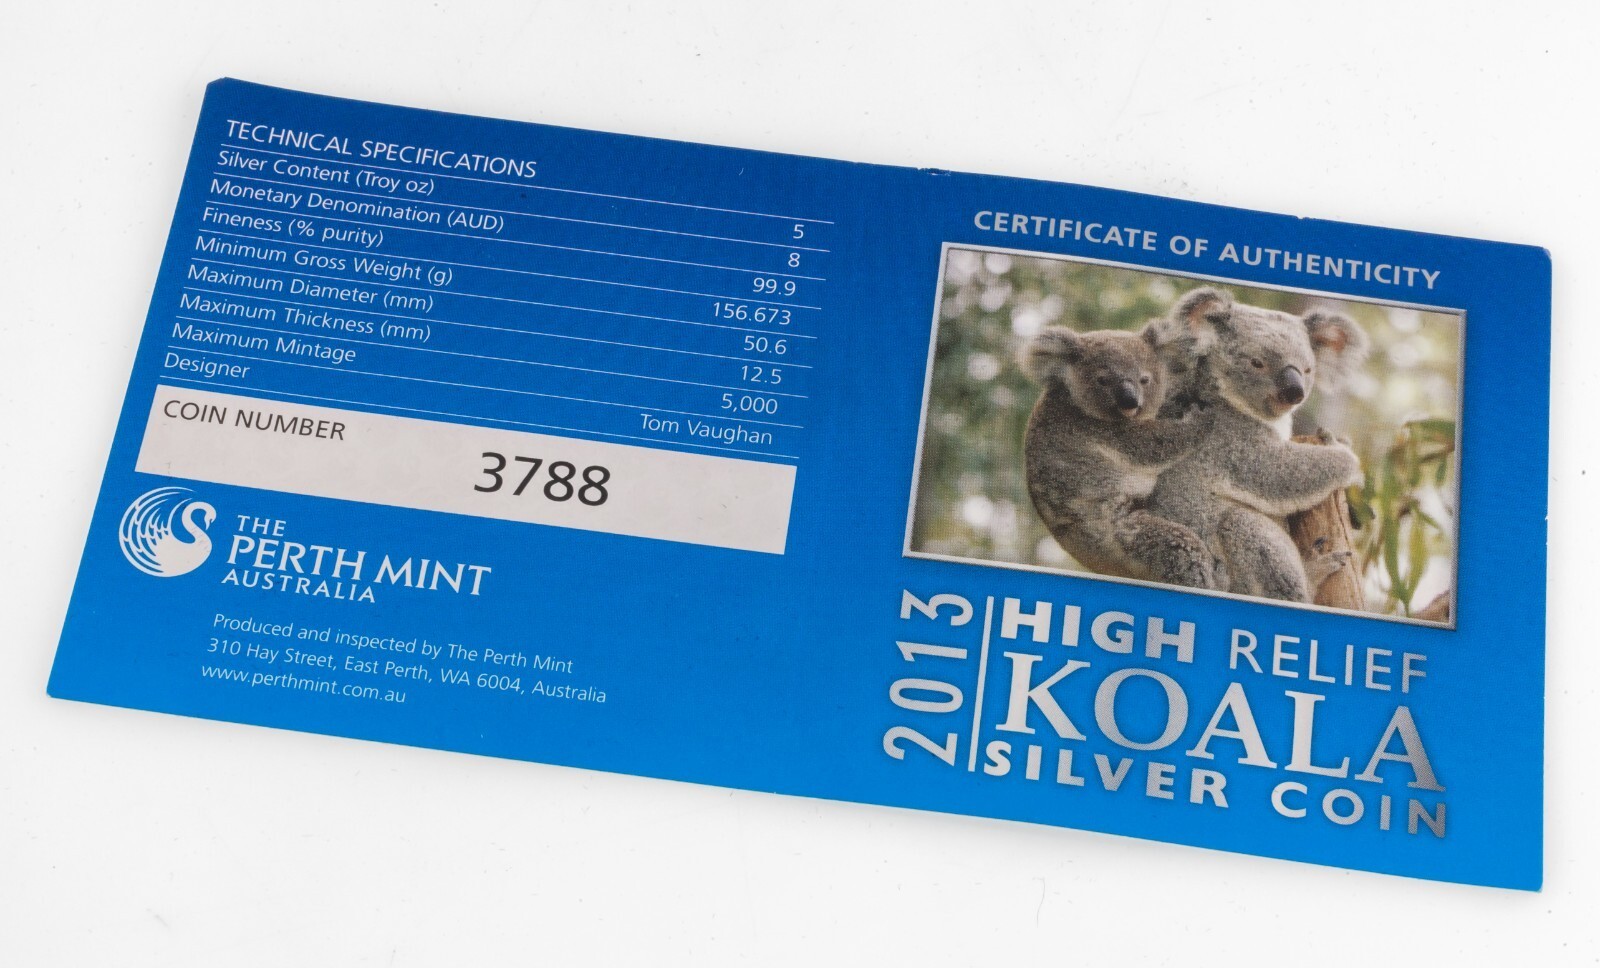 TECHNICAL SPECIFICATIONS
Silver Content (Troy oz) 5
Monetary Denomination (AUD) 8
Fineness (% purity) 99.9
Minimum Gross Weight (g) 156.673
Maximum Diameter (mm) 50.6
Maximum Thickness (mm) 12.5
Maximum Mintage 5,000
Designer Tom Vaughan
COIN NUMBER
3788
THE
PERTH MINT
AUSTRALIA
Produced and inspected by The Perth Mint
310 Hay Street, East Perth, WA 6004, Australia
www.perthmint.com.au
CERTIFICATE OF AUTHENTICITY
2013
HIGH RELIEF
KOALA
SILVER COIN